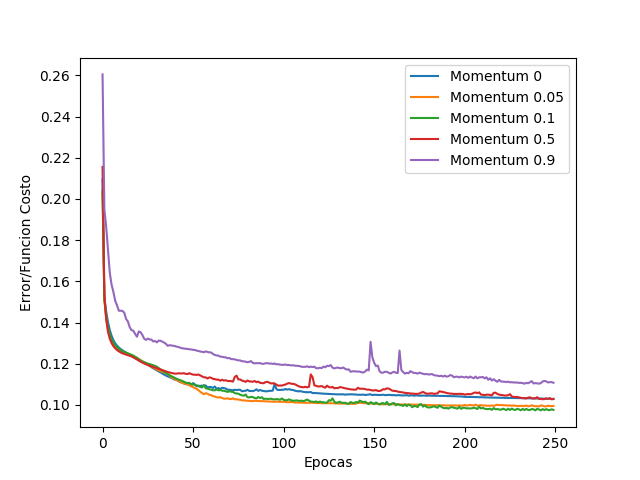 Momentum 0
Momentum 0.05
Momentum 0.1
Momentum 0.5
Momentum 0.9
0.26
0.24
0.22
0.20
0.18
0.16
0.14
0.12
0.10
Error/Funcion Costo
0 50 100 150 200 250
Epocas